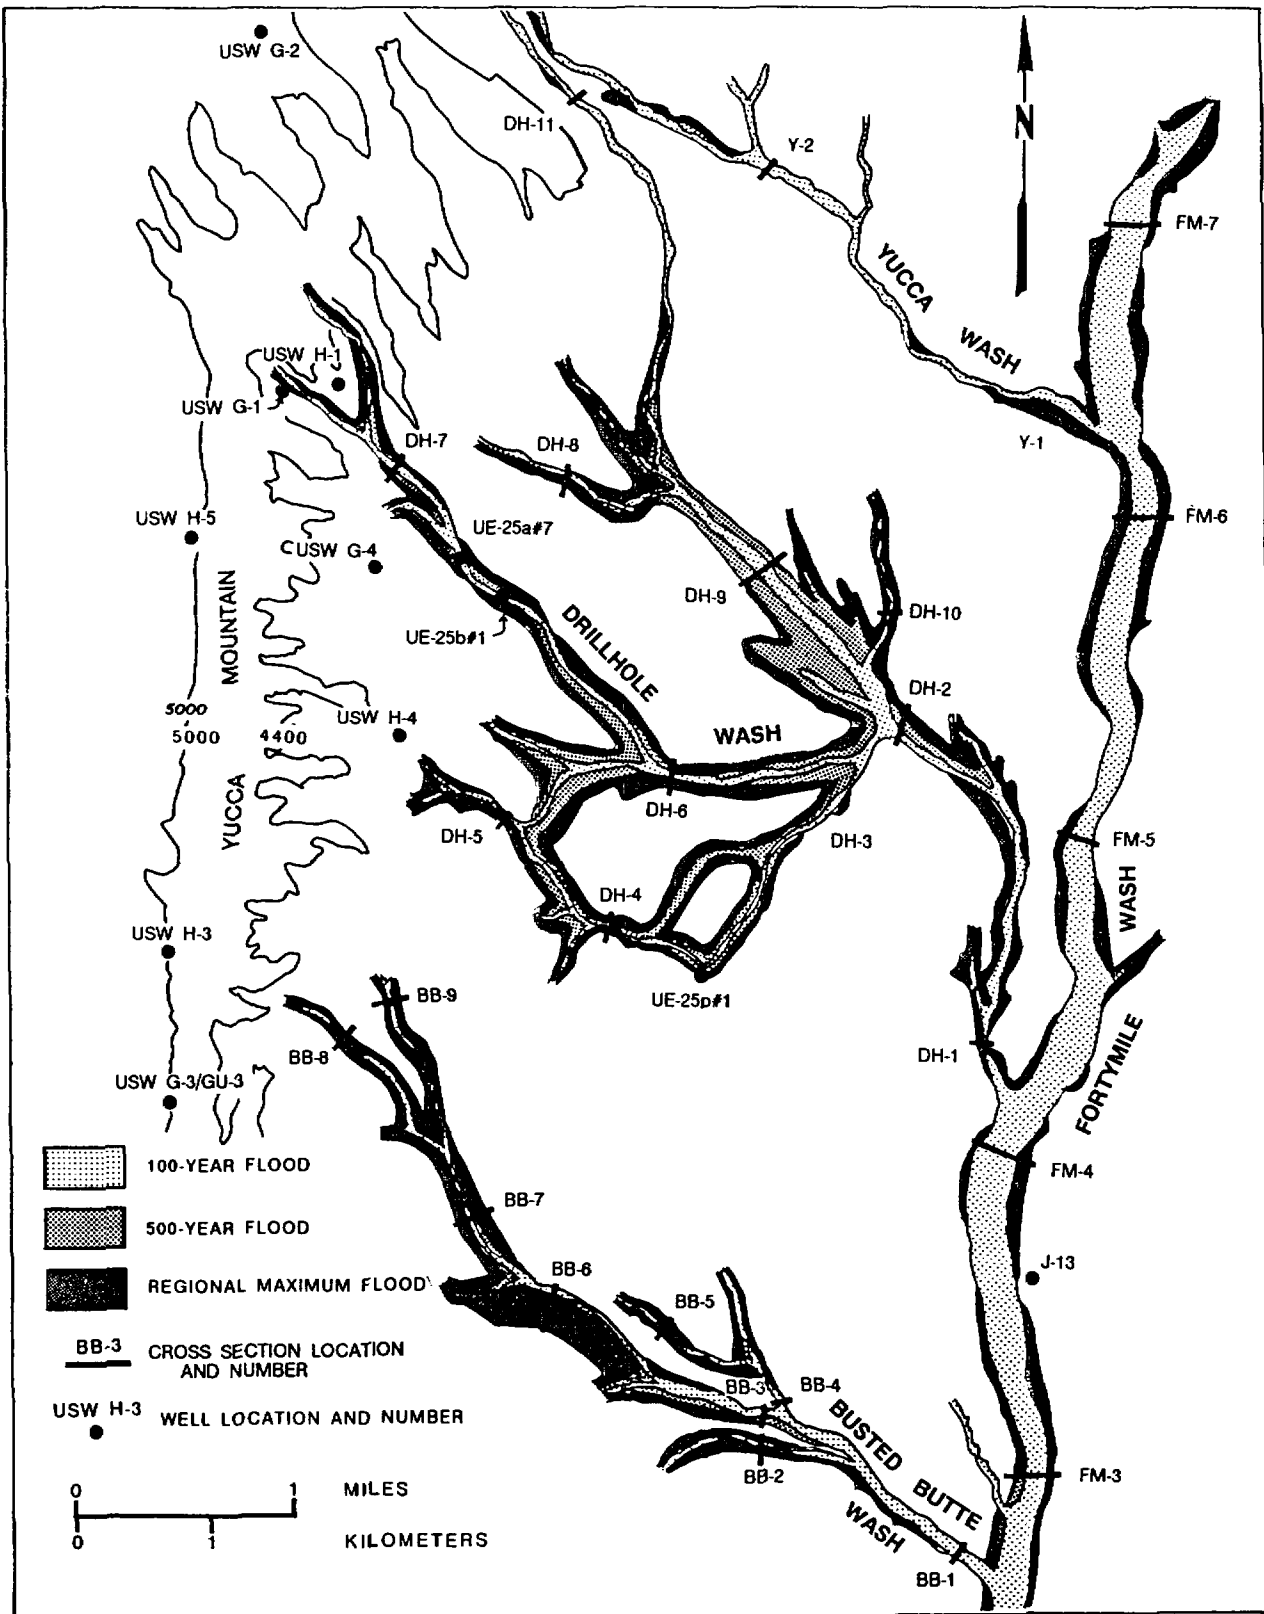 USW G-2
DH-11
Y-2
N
FM-7
YUCCA
WASH
USW H-1
USW G-1
DH-7
DH-8
Y-1
UE-25a#7
FM-6
USW H-5
USW G-4
DH-9
DH-10
UE-25b#1
DRILLHOLE
MOUNTAIN
DH-2
5000
5000
4400
USW H-4
WASH
YUCCA
DH-6
DH-5
DH-3
FM-5
DH-4
WASH
USW H-3
UE-25p#1
BB-9
BB-8
DH-1
FORTYMILE
USW G-3/GU-3
100-YEAR FLOOD
FM-4
BB-7
500-YEAR FLOOD
BB-6
J-13
REGIONAL MAXIMUM FLOOD
BB-5
BB-3
CROSS SECTION LOCATION
AND NUMBER
BB-3
BB-4
USW H-3
WELL LOCATION AND NUMBER
BUSTED
BUTTE
WASH
BB-2
FM-3
0 1 MILES
0 1 KILOMETERS
BB-1